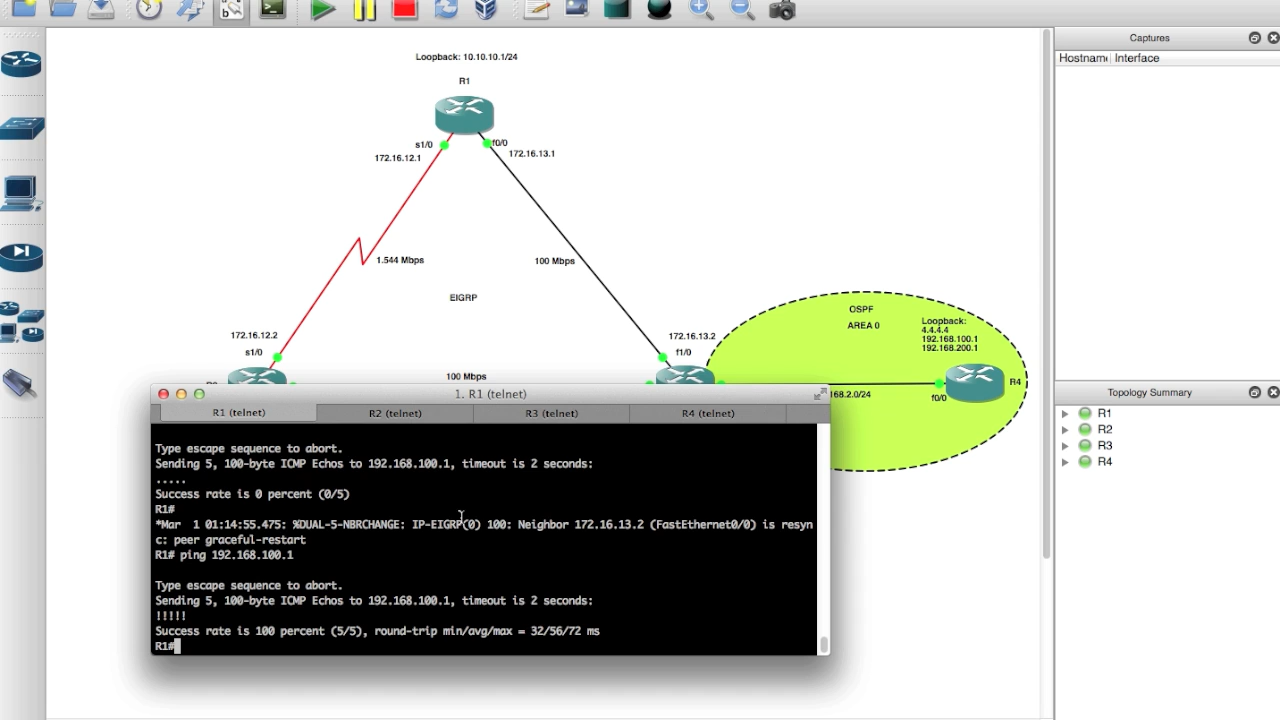 Captures
Hostname Interface
Loopback: 10.10.10.1/24
R1
s1/0
f0/0
172.16.12.1
172.16.13.1
1.544 Mbps
100 Mbps
EIGRP
OSPF
AREA 0
Loopback:
4.4.4.4
192.168.100.1
192.168.200.1
172.16.12.2
s1/0
172.16.13.2
f1/0
100 Mbps
R4
168.2.0/24
f0/0
1. R1 (telnet)
R1 (telnet)
R2 (telnet)
R3 (telnet)
R4 (telnet)
Type escape sequence to abort.
Sending 5, 100-byte ICMP Echos to 192.168.100.1, timeout is 2 seconds:
.....
Success rate is 0 percent (0/5)
R1#
*Mar 1 01:14:55.475: %DUAL-5-NBRCHANGE: IP-EIGRP(0) 100: Neighbor 172.16.13.2 (FastEthernet0/0) is resyn
c: peer graceful-restart
R1# ping 192.168.100.1
Type escape sequence to abort.
Sending 5, 100-byte ICMP Echos to 192.168.100.1, timeout is 2 seconds:
!!!!!
Success rate is 100 percent (5/5), round-trip min/avg/max = 32/56/72 ms
R1#
Topology Summary
R1
R2
R3
R4